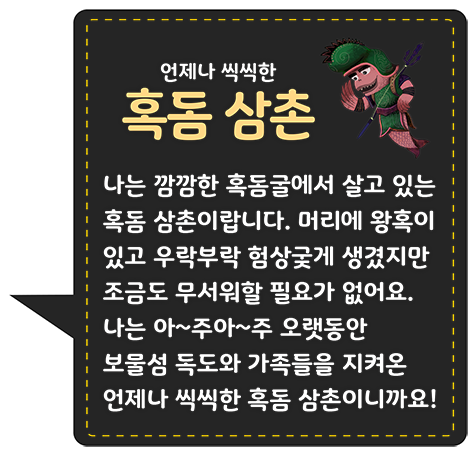 언제나 씩씩한
혹돔 삼촌
나는 깜깜한 혹돔굴에서 살고 있는
혹돔 삼촌이랍니다. 머리에 왕혹이
있고 우락부락 험상궂게 생겼지만
조금도 무서워할 필요가 없어요.
나는 아~주아~주 오랫동안
보물섬 독도와 가족들을 지켜온
언제나 씩씩한 혹돔 삼촌이니까요!